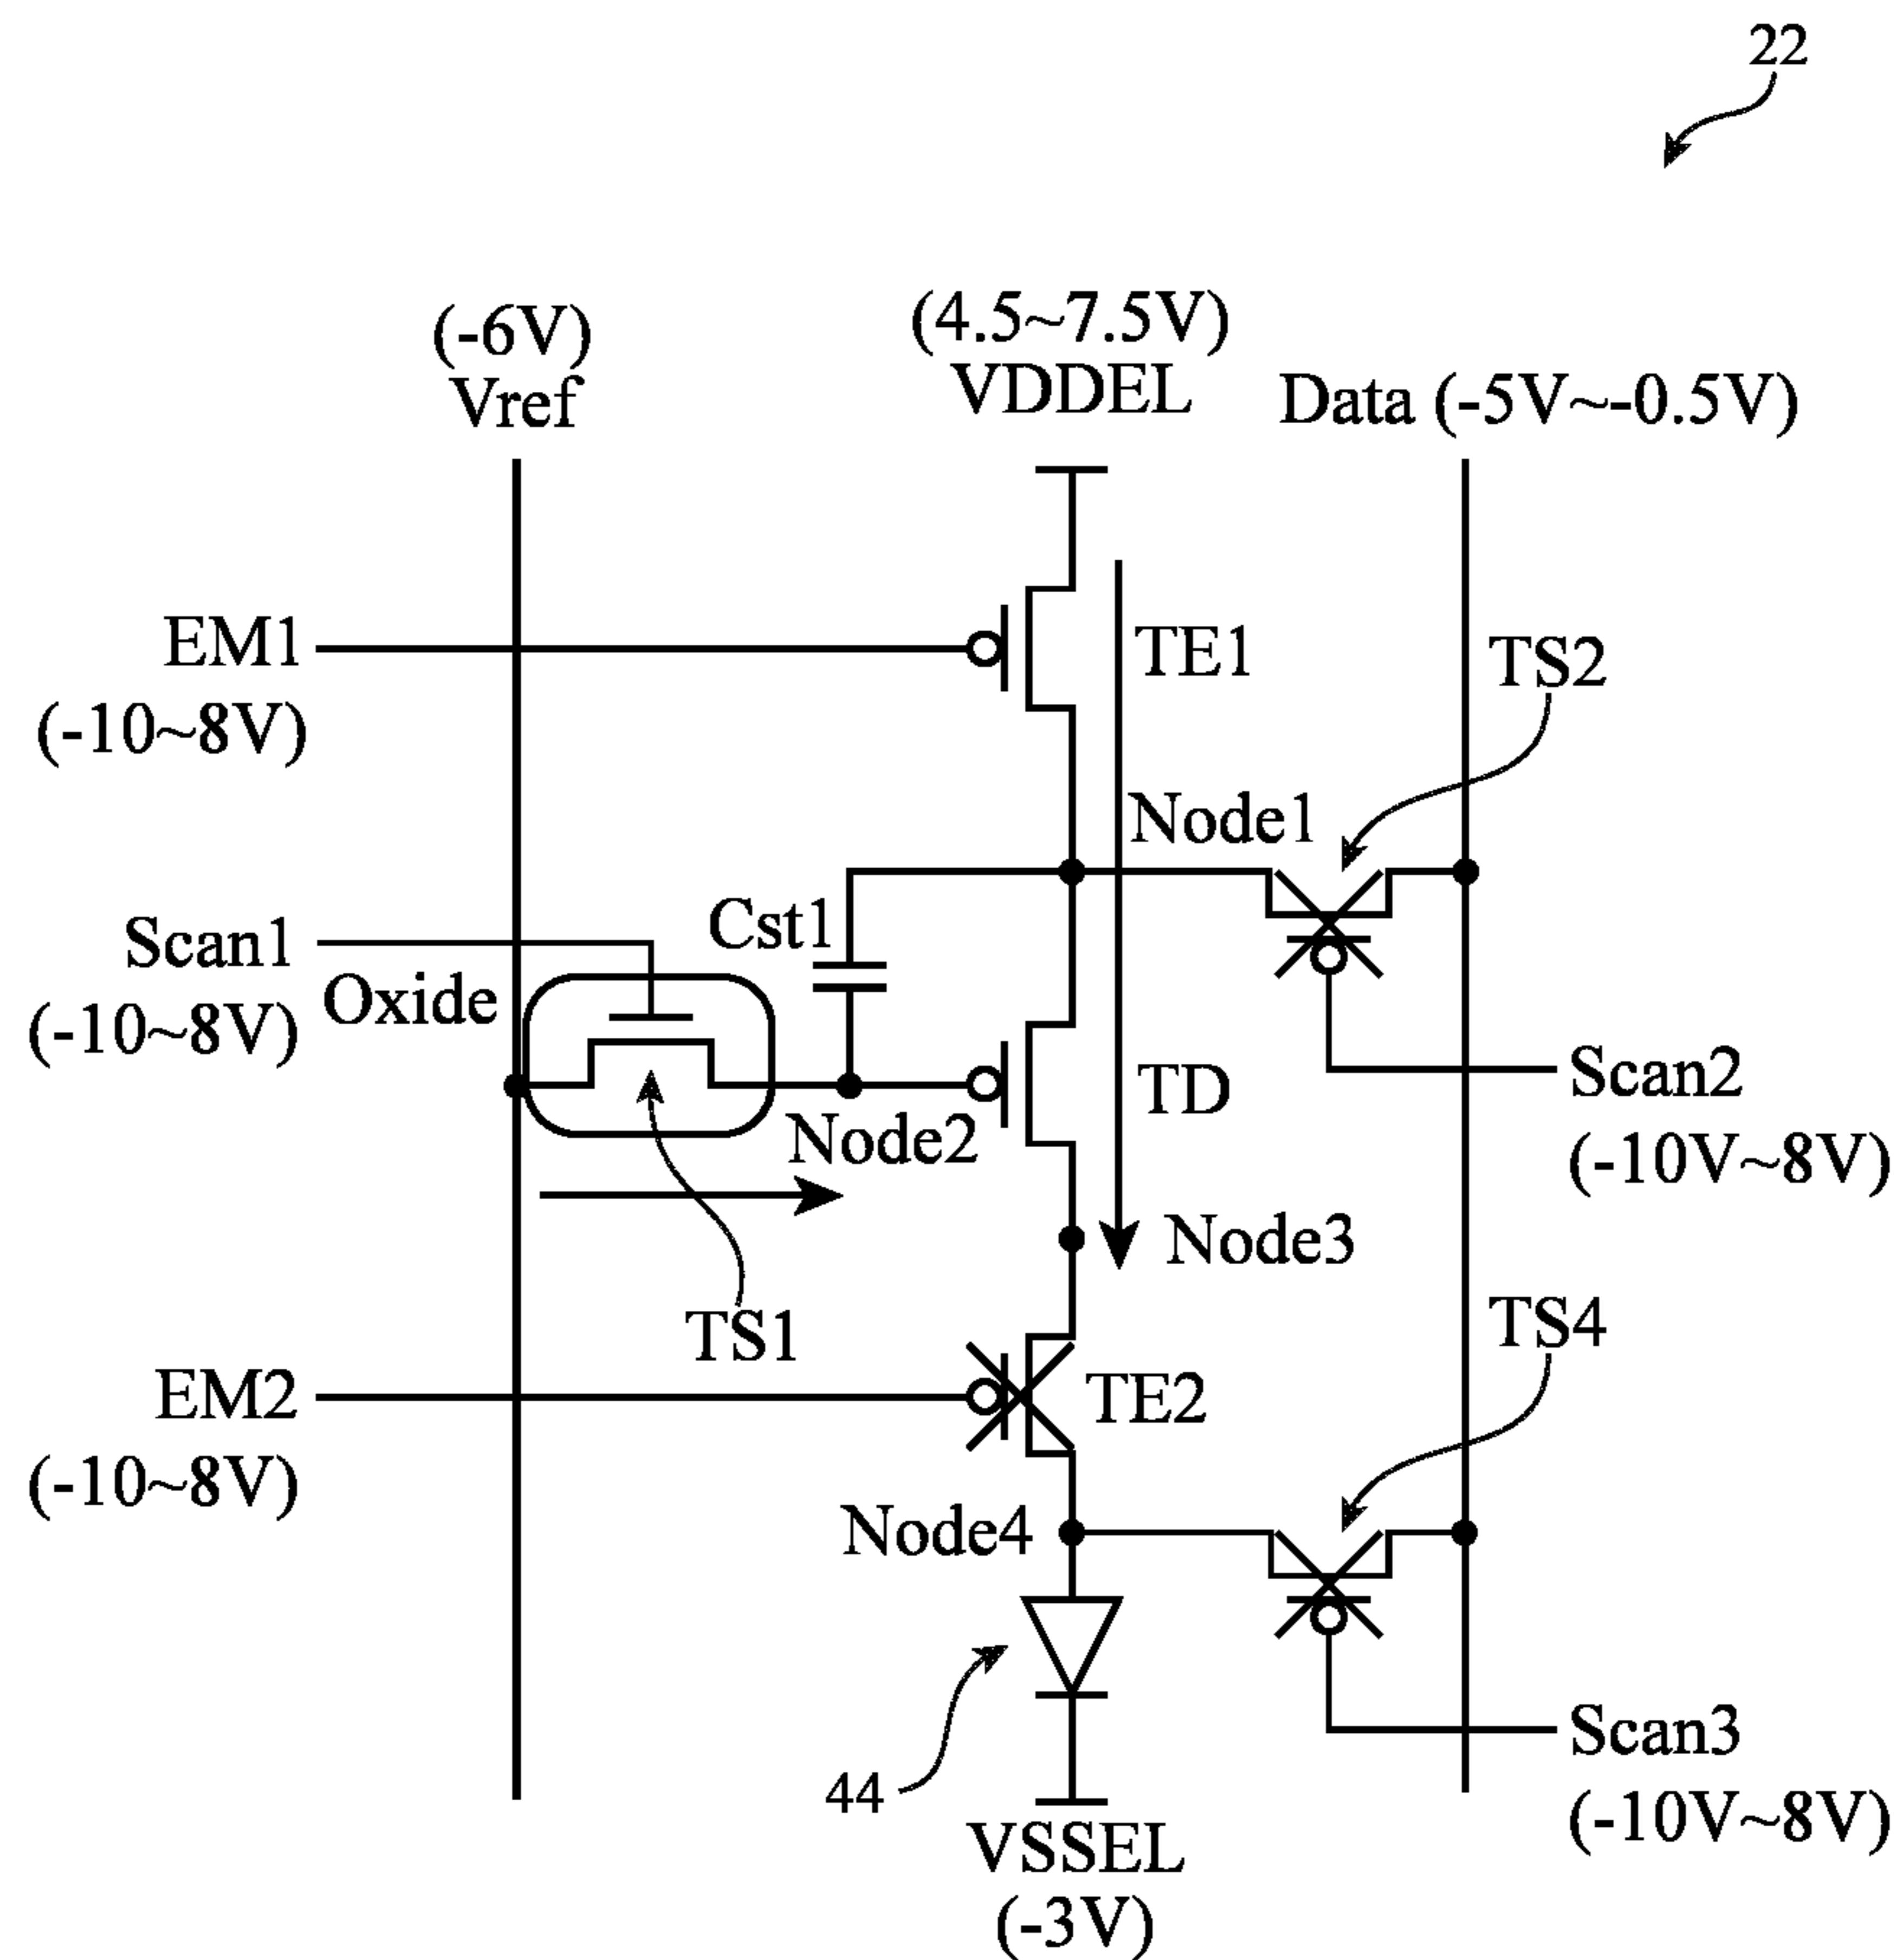 22
(-6V)
Vref
(4.5~7.5V)
VDDEL
Data (-5V~-0.5V)
EM1
(-10~8V)
TE1
TS2
Node1
Scan1
(-10~8V)
Oxide
Cst1
TD
Scan2
(-10V~8V)
Node2
Node3
TS1
TS4
EM2
(-10~8V)
TE2
Node4
44
Scan3
(-10V~8V)
VSSEL
(-3V)